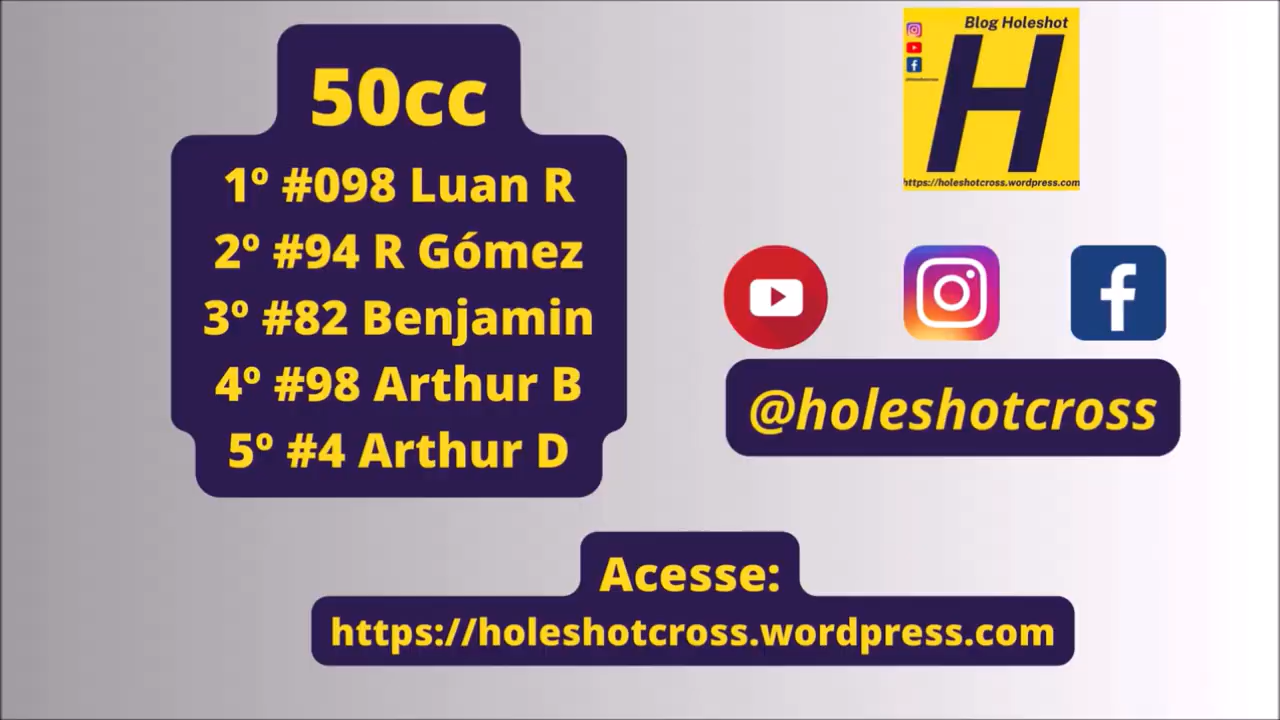 50cc
1º #098 Luan R
2º #94 R Gómez
3º #82 Benjamin
4º #98 Arthur B
5º #4 Arthur D
Blog Holeshot
H
https://holeshotcross.wordpress.com
@holeshotcross
Acesse:
https://holeshotcross.wordpress.com